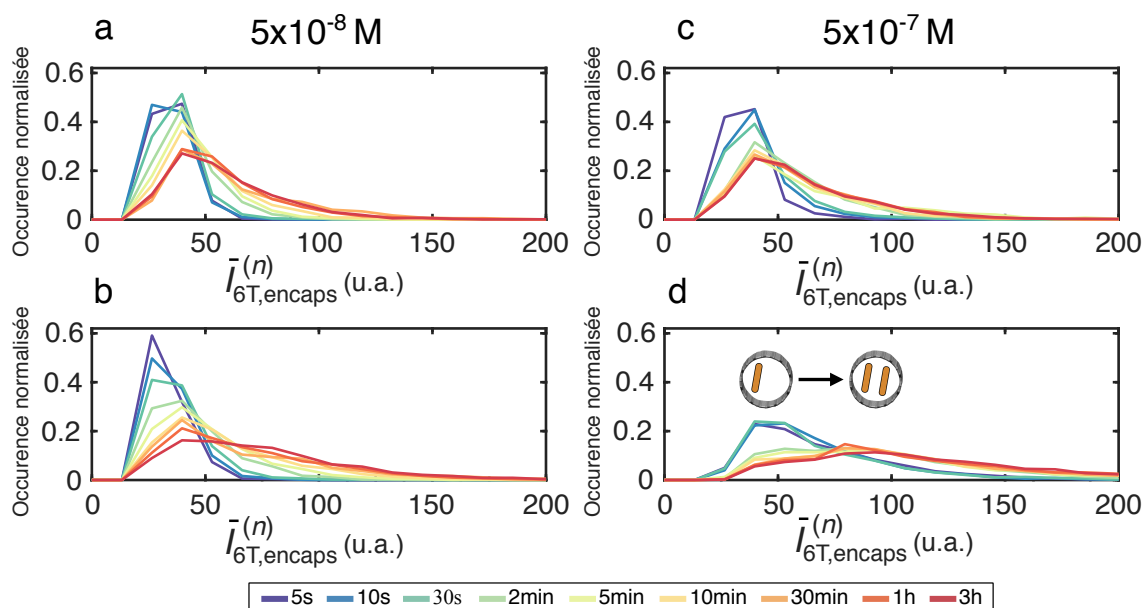 5x10⁻⁸ M
5x10⁻⁷ M
a
Occurence normalisée
0.6
0.4
0.2
0
0 50 100 150 200
Ī⁽ⁿ⁾6T,encaps (u.a.)
c
Occurence normalisée
0.6
0.4
0.2
0
0 50 100 150 200
Ī⁽ⁿ⁾6T,encaps (u.a.)
b
Occurence normalisée
0.6
0.4
0.2
0
0 50 100 150 200
Ī⁽ⁿ⁾6T,encaps (u.a.)
d
Occurence normalisée
0.6
0.4
0.2
0
0 50 100 150 200
Ī⁽ⁿ⁾6T,encaps (u.a.)
5s 10s 30s 2min 5min 10min 30min 1h 3h